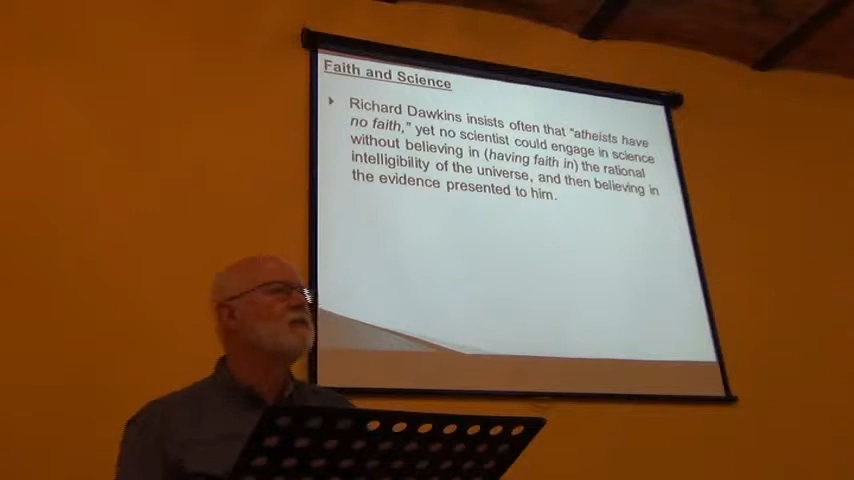 Faith and Science
Richard Dawkins insists often that "atheists have
no faith," yet no scientist could engage in science
without believing in (having faith in) the rational
intelligibility of the universe, and then believing in
the evidence presented to him.